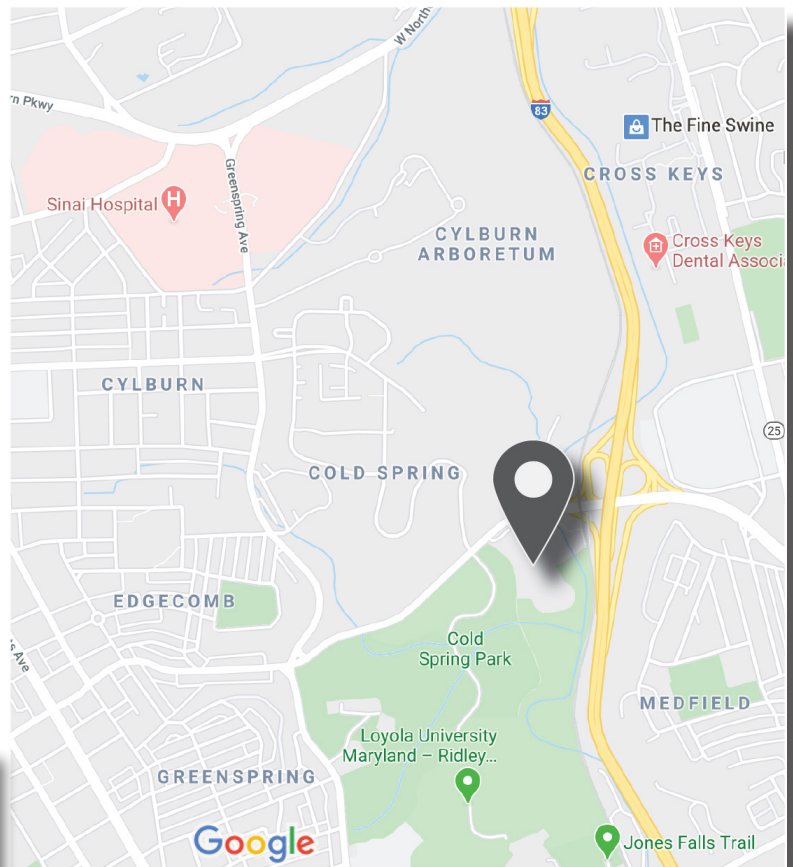 W North
rn Pkwy
83
The Fine Swine
CROSS KEYS
Greenspring Ave
Sinai Hospital
H
CYLBURN
ARBORETUM
Cross Keys
Dental Associ
CYLBURN
25
COLD SPRING
EDGECOMB
s Ave
Cold
Spring Park
MEDFIELD
Loyola University
Maryland – Ridley...
GREENSPRING
Google
Jones Falls Trail